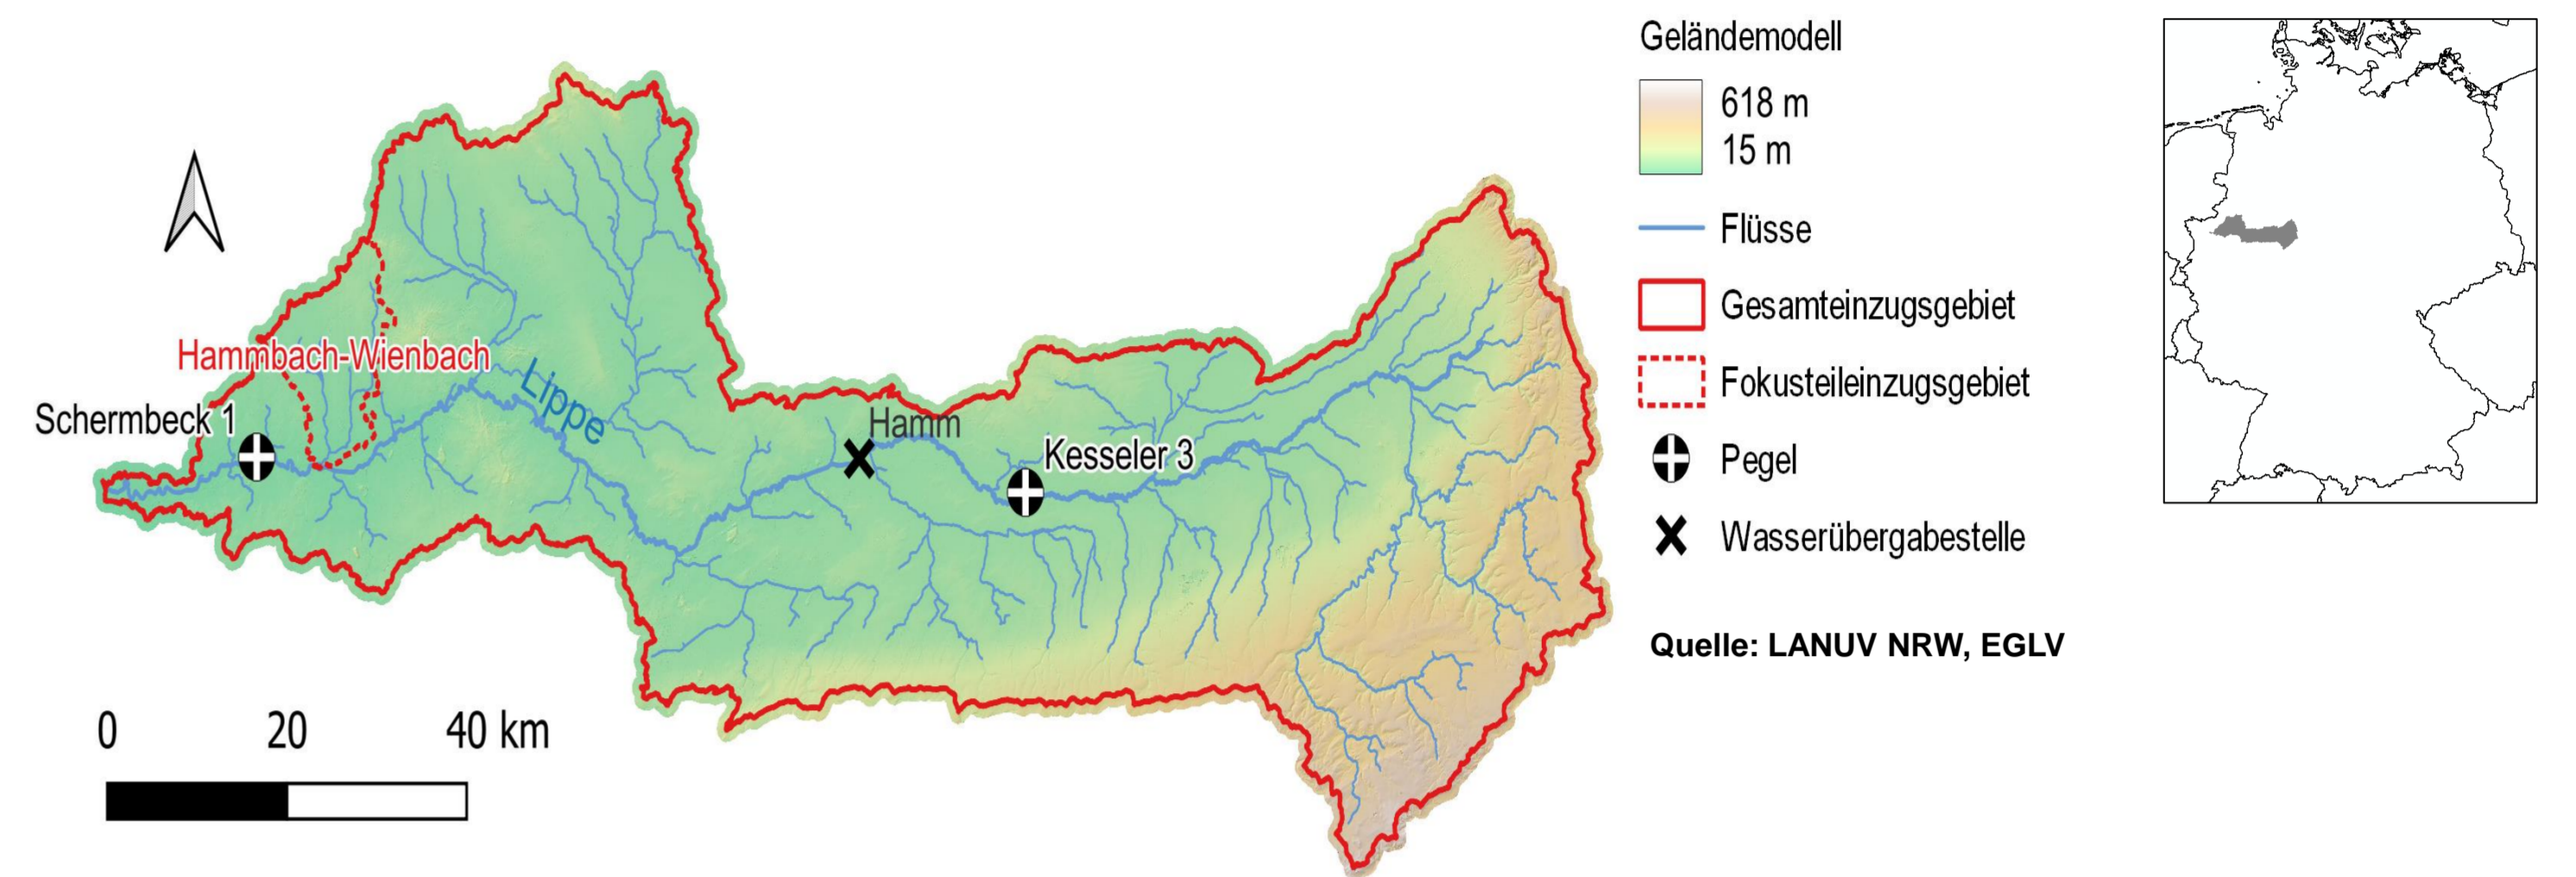 Hammbach-Wienbach
Schermbeck 1
Lippe
Hamm
Kesseler 3
0 20 40 km
Geländemodell
618 m
15 m
Flüsse
Gesamteinzugsgebiet
Fokusteileinzugsgebiet
Pegel
Wasserübergabestelle
Quelle: LANUV NRW, EGLV